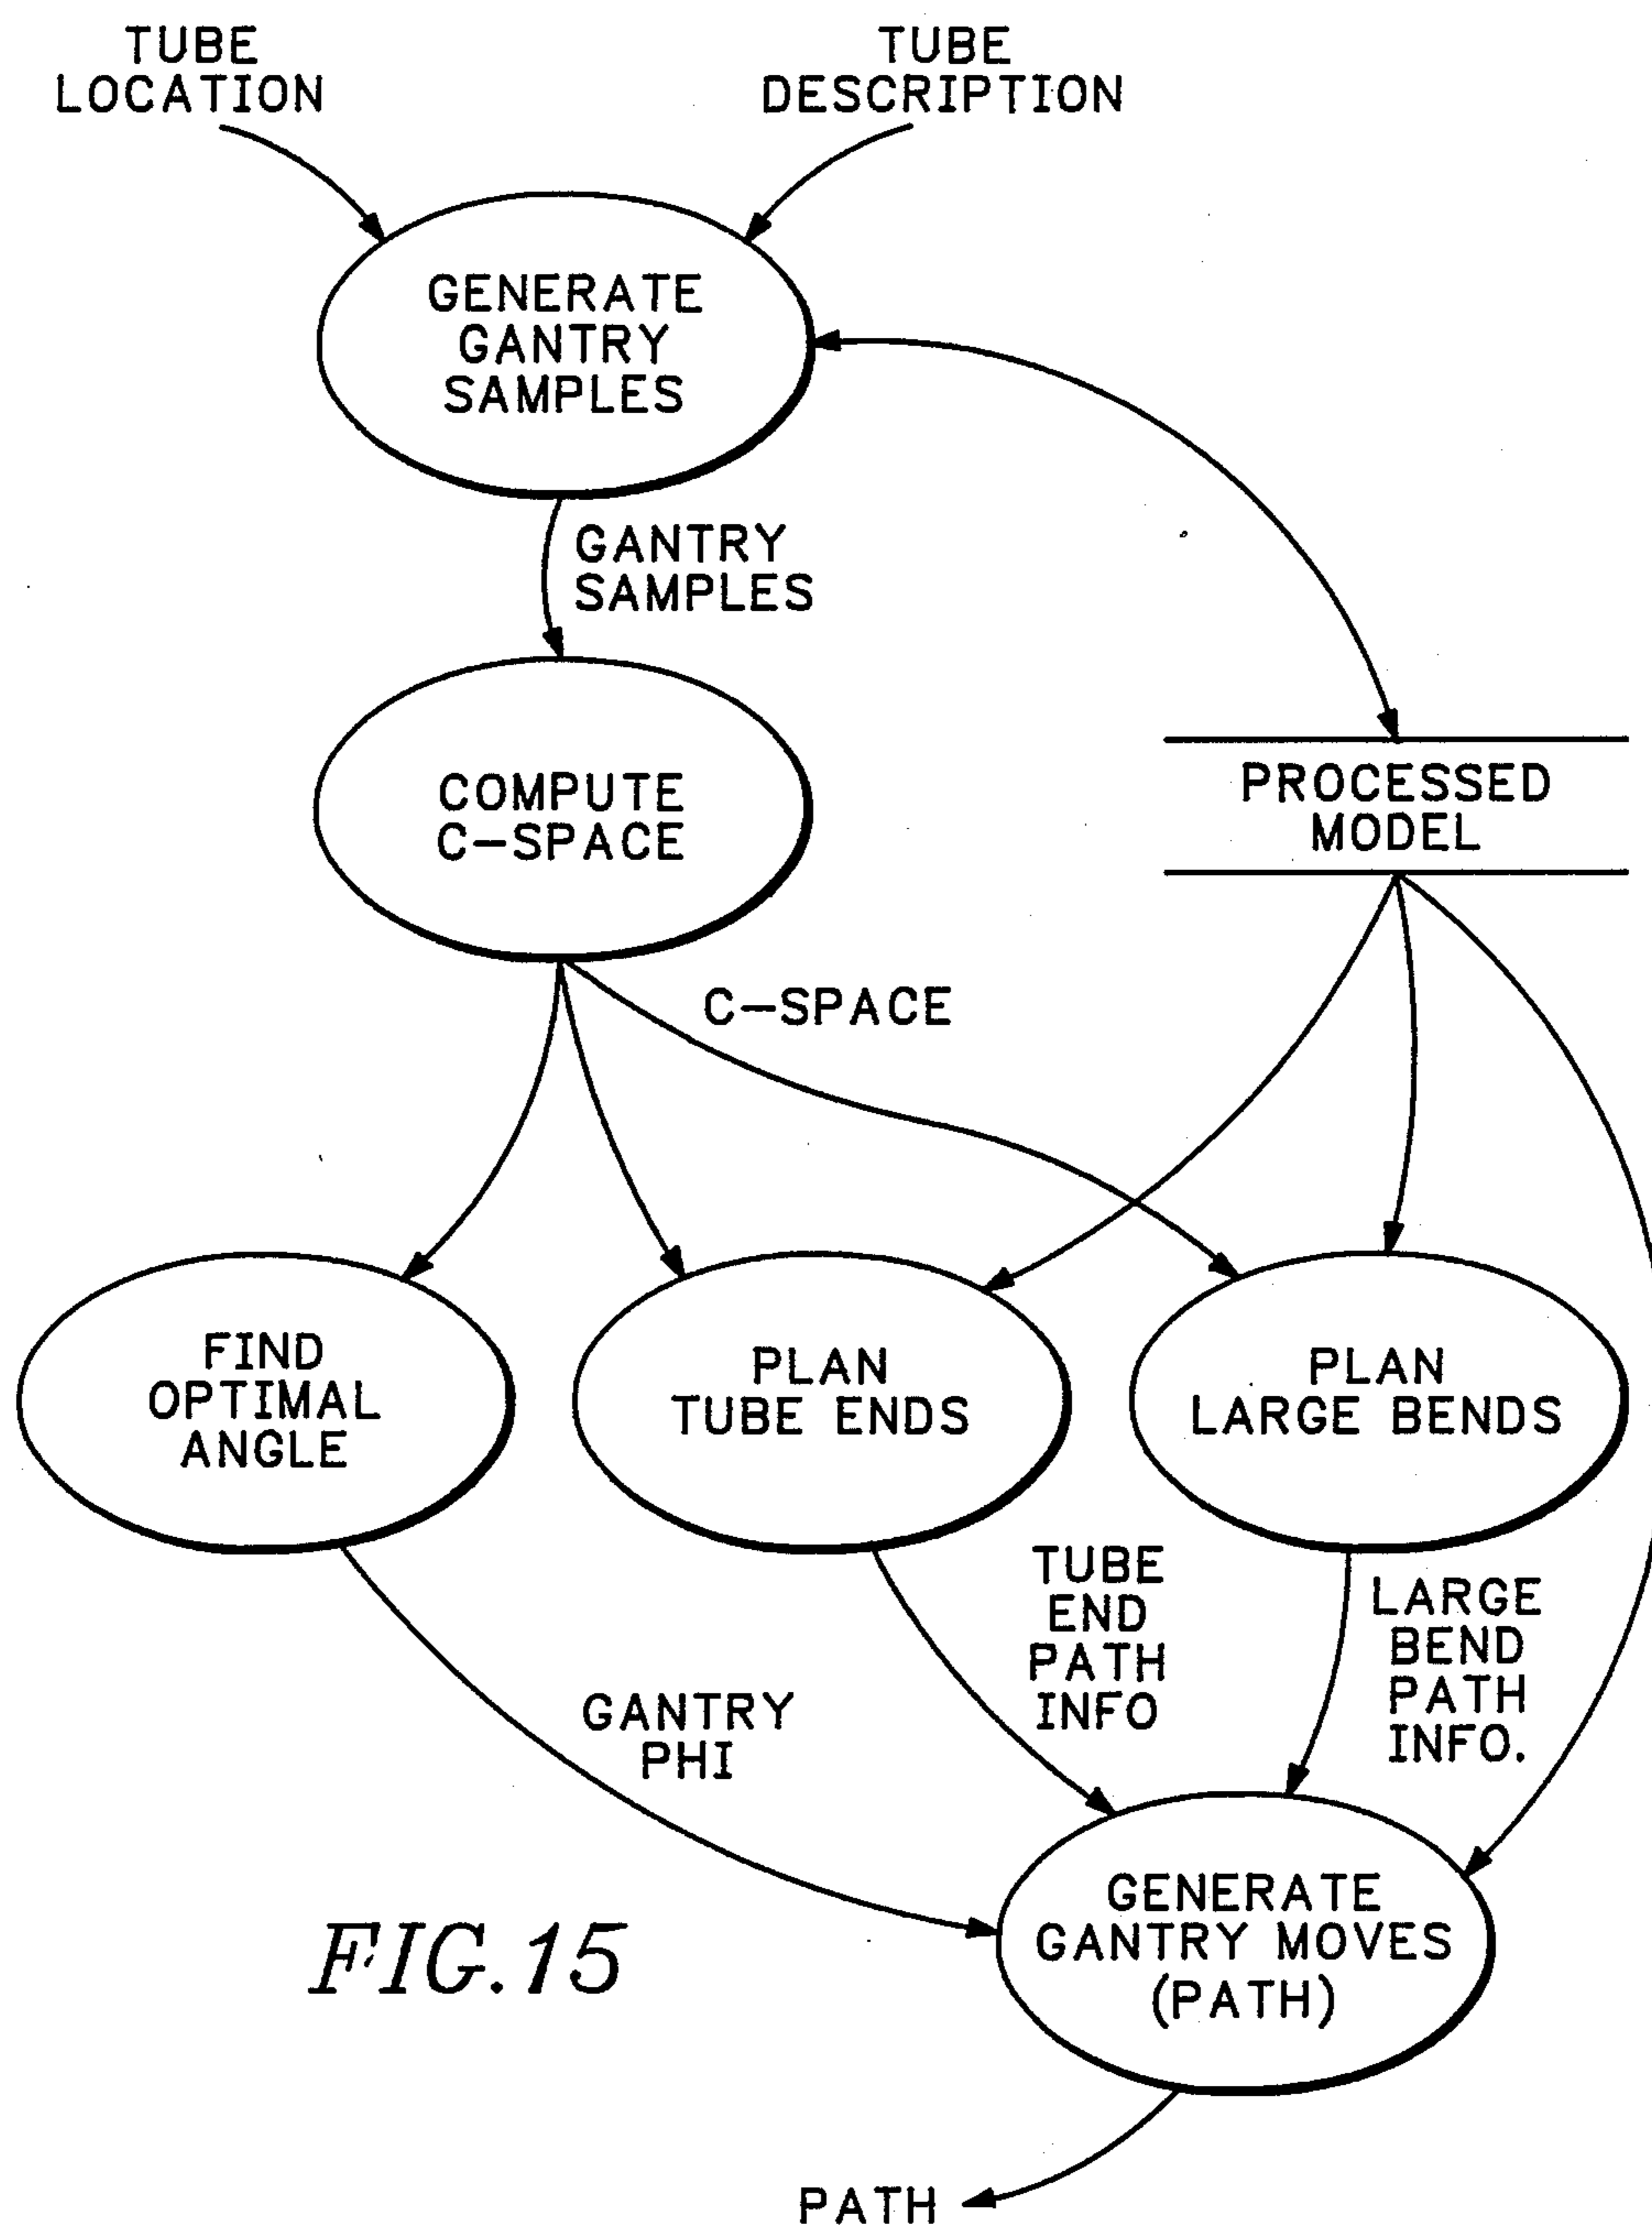 TUBE
LOCATION
TUBE
DESCRIPTION
GENERATE
GANTRY
SAMPLES
GANTRY
SAMPLES
COMPUTE
C-SPACE
PROCESSED
MODEL
C-SPACE
FIND
OPTIMAL
ANGLE
PLAN
TUBE ENDS
PLAN
LARGE BENDS
TUBE
END
PATH
INFO
LARGE
BEND
PATH
INFO.
GANTRY
PHI
GENERATE
GANTRY MOVES
(PATH)
FIG.15
PATH